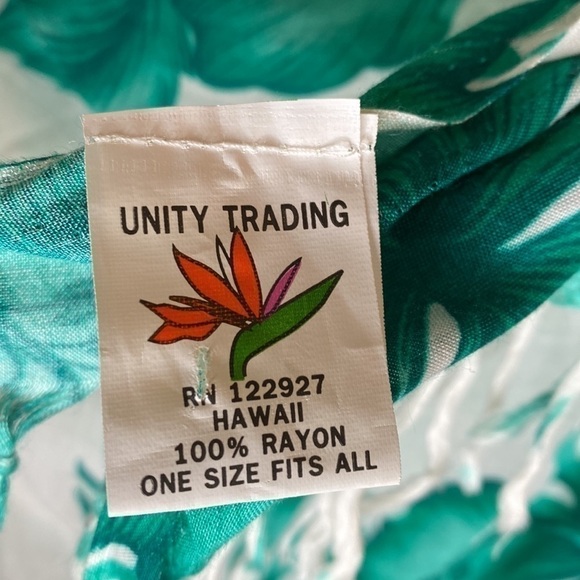 UNITY TRADING
RN 122927
HAWAII
100% RAYON
ONE SIZE FITS ALL